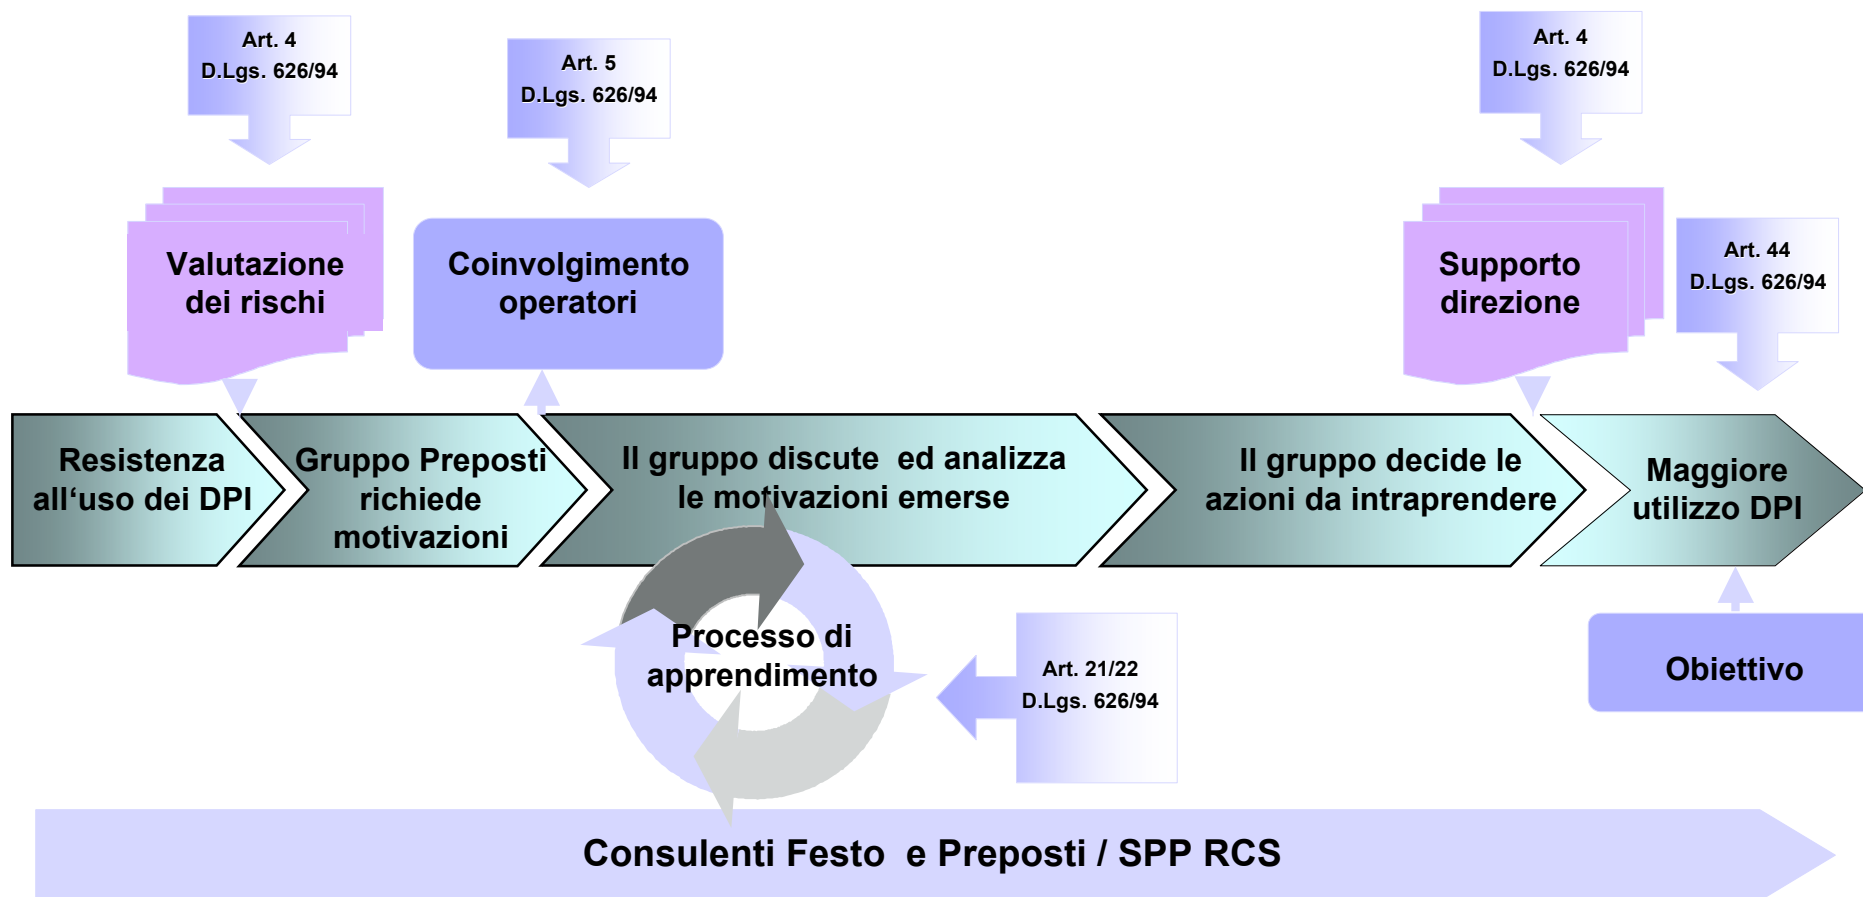 Art. 4
D.Lgs. 626/94
Art. 5
D.Lgs. 626/94
Art. 4
D.Lgs. 626/94
Valutazione
dei rischi
Coinvolgimento
operatori
Supporto
direzione
Art. 44
D.Lgs. 626/94
Resistenza
all‘uso dei DPI
Gruppo Preposti
richiede
motivazioni
Il gruppo discute  ed analizza
le motivazioni emerse
Il gruppo decide le
azioni da intraprendere
Maggiore
utilizzo DPI
Processo di
apprendimento
Art. 21/22
D.Lgs. 626/94
Obiettivo
Consulenti Festo  e Preposti / SPP RCS